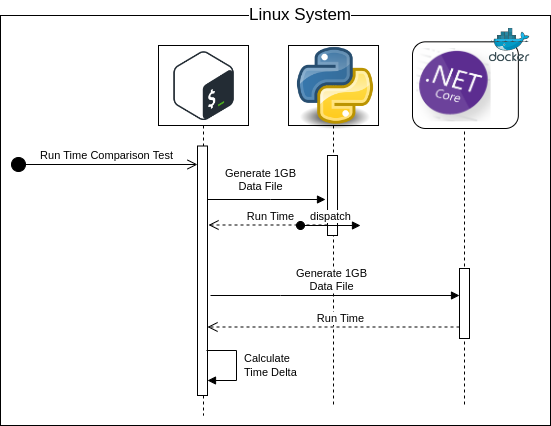 Linux System
$
.NET
Core
docker
Run Time Comparison Test
Generate 1GB
Data File
Run Time
dispatch
Generate 1GB
Data File
Run Time
Calculate
Time Delta